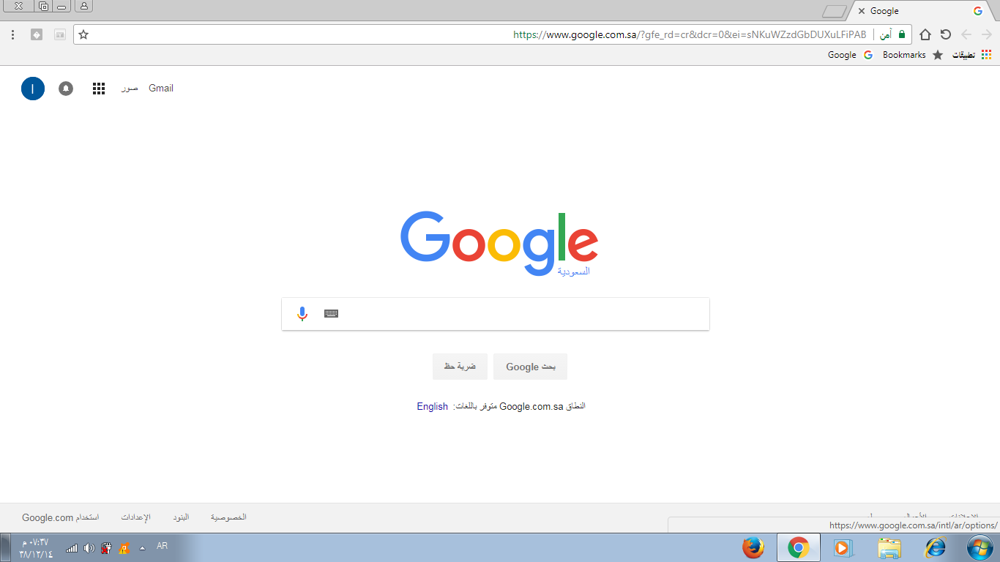 Google
https://www.google.com.sa/?gfe_rd=cr&dcr=0&ei=sNKuWZzdGbDUXuLFiPAB
آمن
تطبيقات
Bookmarks
Google
Gmail
صور
I
Google
السعودية
بحث Google
ضربة حظ
النطاق Google.com.sa متوفر باللغات: English
الخصوصية
البنود
الإعدادات
استخدام Google.com
https://www.google.com.sa/intl/ar/options/
AR
٠٧:٣٧ م
٣٨/١٢/١٤